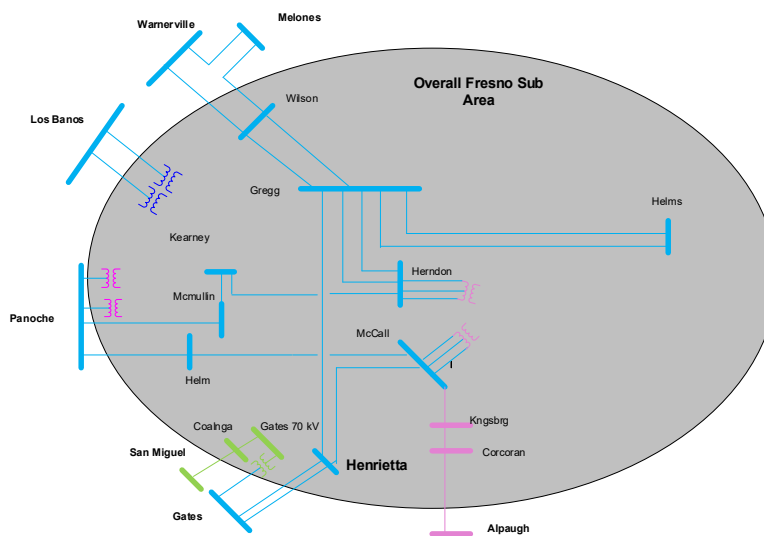 Melones
Warnerville
Overall Fresno Sub
Area
Wilson
Los Banos
Gregg
Helms
Kearney
Herndon
Mcmullin
Panoche
McCall
Helm
Kngsbrg
Coalnga
Gates 70 kV
San Miguel
Henrietta
Corcoran
Gates
Alpaugh